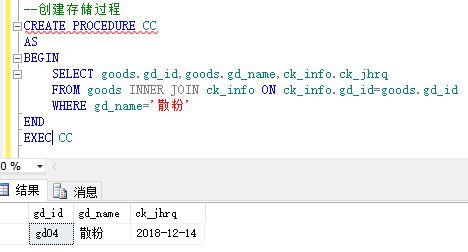 --创建存储过程
CREATE PROCEDURE CC
AS
BEGIN
SELECT goods.gd_id,goods.gd_name,ck_info.ck_jhrq
FROM goods INNER JOIN ck_info ON ck_info.gd_id=goods.gd_id
WHERE gd_name='散粉'
END
EXEC CC
0 %
结果 消息
gd_id gd_name ck_jhrq
gd04 散粉 2018-12-14